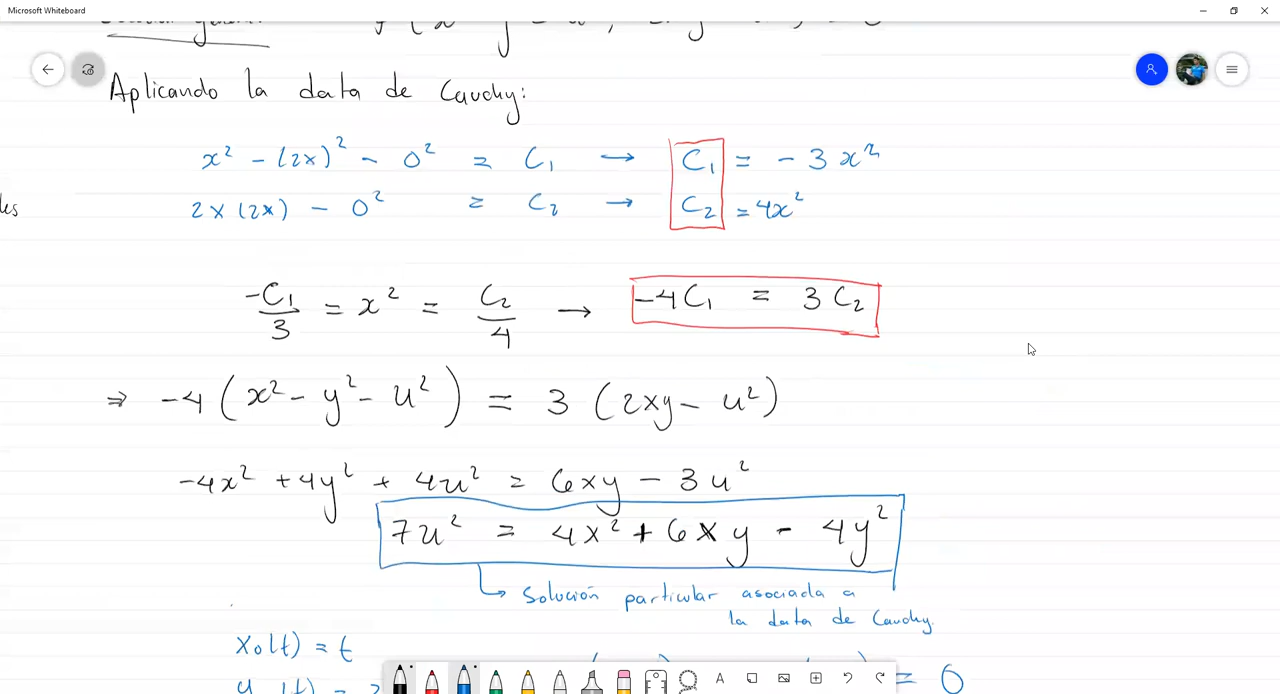 Microsoft Whiteboard
Aplicando la data de Cauchy:
x² - (2x)² - 0² = C₁ → C₁ = - 3x²
2x(2x) - 0² = C₂ → C₂ = 4x²
-C₁/3 = x² = C₂/4 → -4C₁ = 3C₂
⇒ -4(x² - y² - u²) = 3(2xy - u²)
-4x² + 4y² + 4u² = 6xy - 3u²
7u² = 4x² + 6xy - 4y²
↳ Solución particular asociada a
la data de Cauchy.
X₀(t) = t
= 0